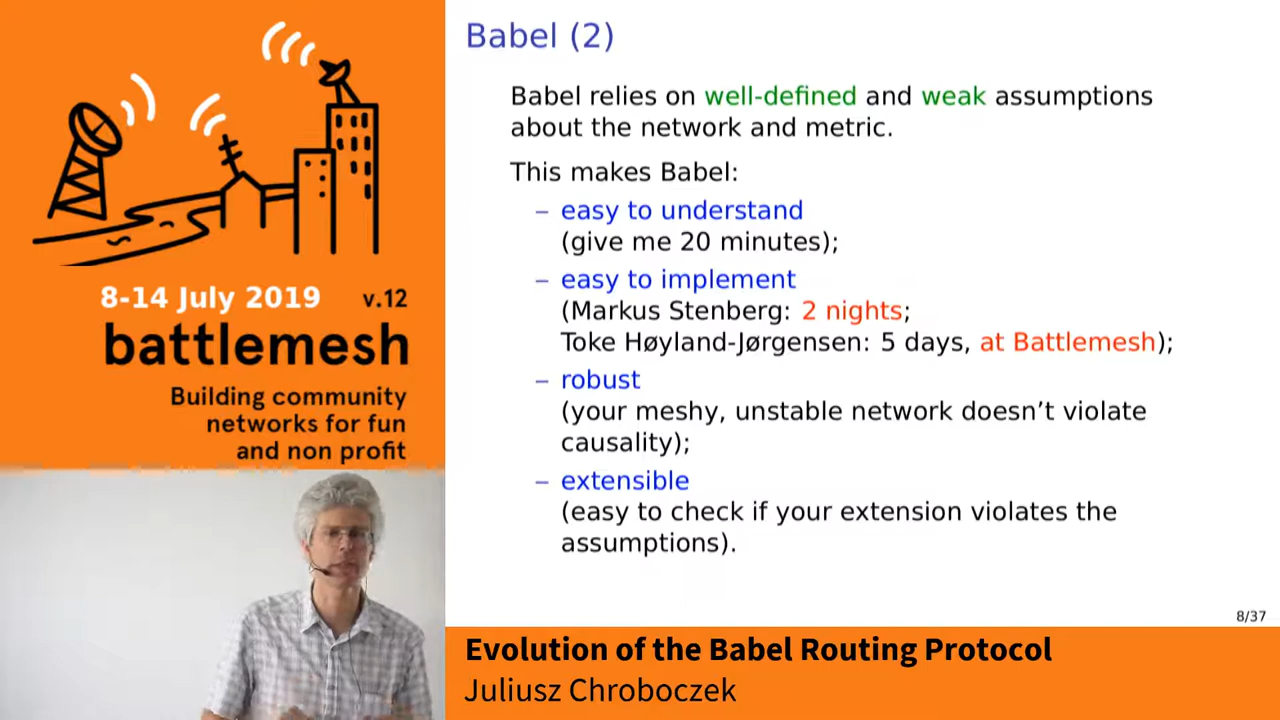 8-14 July 2019 v.12
battlemesh
Building community
networks for fun
and non profit
Babel (2)
Babel relies on well-defined and weak assumptions
about the network and metric.
This makes Babel:
– easy to understand
(give me 20 minutes);
– easy to implement
(Markus Stenberg: 2 nights;
Toke Høyland-Jørgensen: 5 days, at Battlemesh);
– robust
(your meshy, unstable network doesn’t violate
causality);
– extensible
(easy to check if your extension violates the
assumptions).
8/37
Evolution of the Babel Routing Protocol
Juliusz Chroboczek